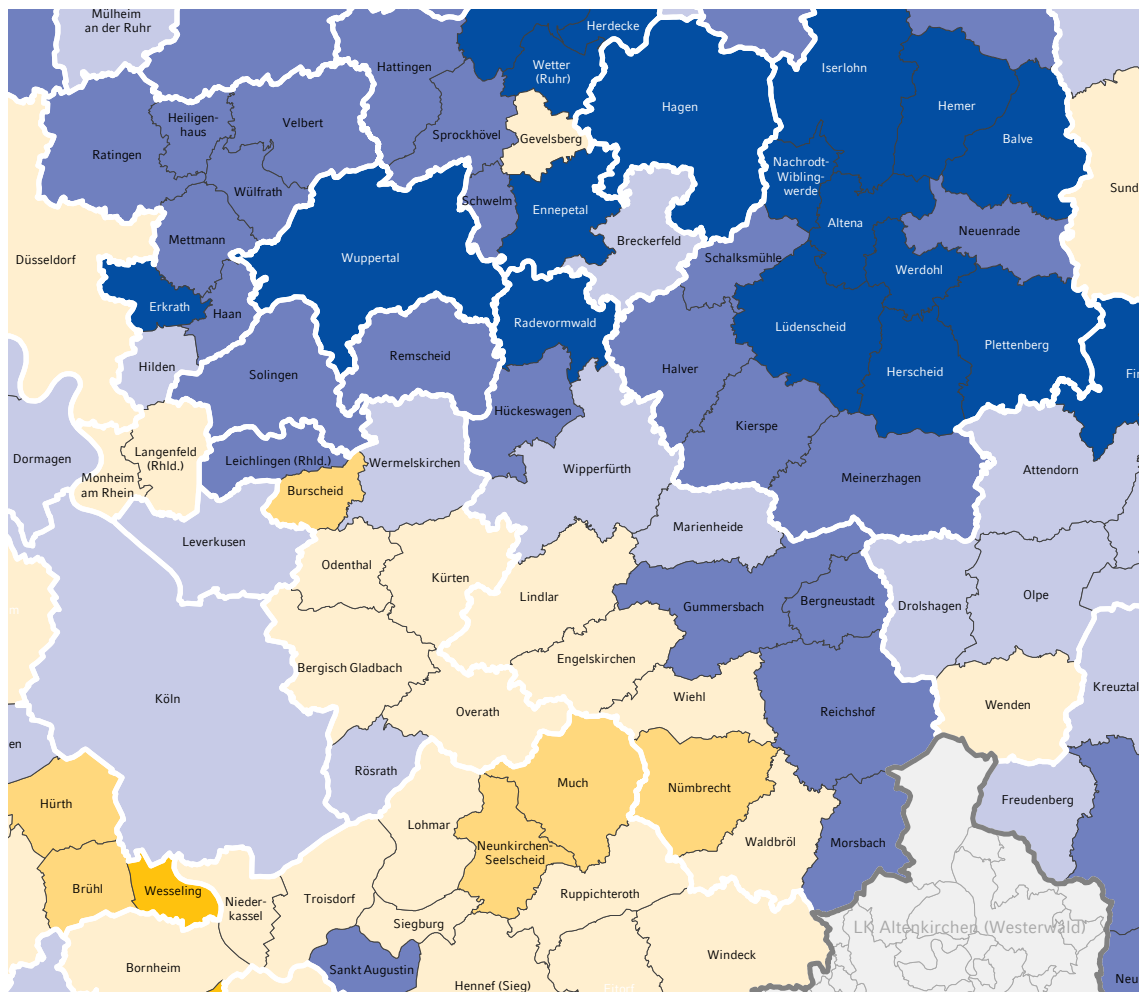 Mülheim
an der Ruhr
Herdecke
Hattingen
Wetter
(Ruhr)
Iserlohn
Hagen
Hemer
Heiligen-
haus
Velbert
Sprockhövel
Gevelsberg
Balve
Ratingen
Nachrodt-
Wibling-
werde
Sund
Wülfrath
Schwelm
Ennepetal
Altena
Mettmann
Breckerfeld
Neuenrade
Düsseldorf
Wuppertal
Schalksmühle
Werdohl
Erkrath
Haan
Radevormwald
Lüdenscheid
Plettenberg
Hilden
Solingen
Remscheid
Halver
Herscheid
Fin
Hückeswagen
Kierspe
Dormagen
Langenfeld
(Rhld.)
Leichlingen (Rhld.)
Wermelskirchen
Wipperfürth
Attendorn
Monheim
am Rhein
Burscheid
Meinerzhagen
Leverkusen
Marienheide
Odenthal
Kürten
Lindlar
Gummersbach
Bergneustadt
Drolshagen
Olpe
m
Bergisch Gladbach
Engelskirchen
Köln
Wiehl
Kreuztal
Overath
Reichshof
Wenden
en
Rösrath
Much
Nümbrecht
Hürth
Freudenberg
Lohmar
Neunkirchen-
Seelscheid
Waldbröl
Morsbach
Brühl
Wesseling
Nieder-
kassel
Troisdorf
Ruppichteroth
Siegburg
LK Altenkirchen (Westerwald)
Bornheim
Sankt Augustin
Windeck
Hennef (Sieg)
Eitorf
Neu